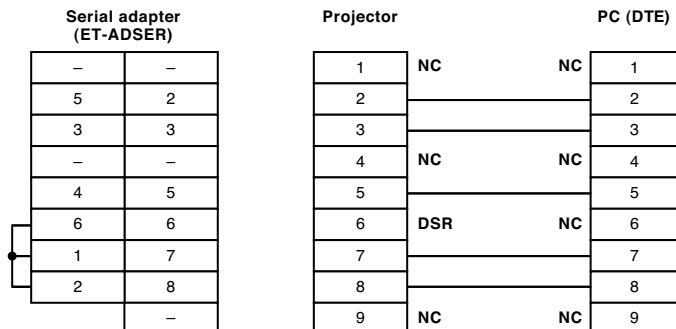 Serial adapter
(ET-ADSER)
Projector
PC (DTE)
– –
5 2
3 3
– –
4 5
6 6
1 7
2 8
–
1 NC NC 1
2 2
3 3
4 NC NC 4
5 5
6 DSR NC 6
7 7
8 8
9 NC NC 9